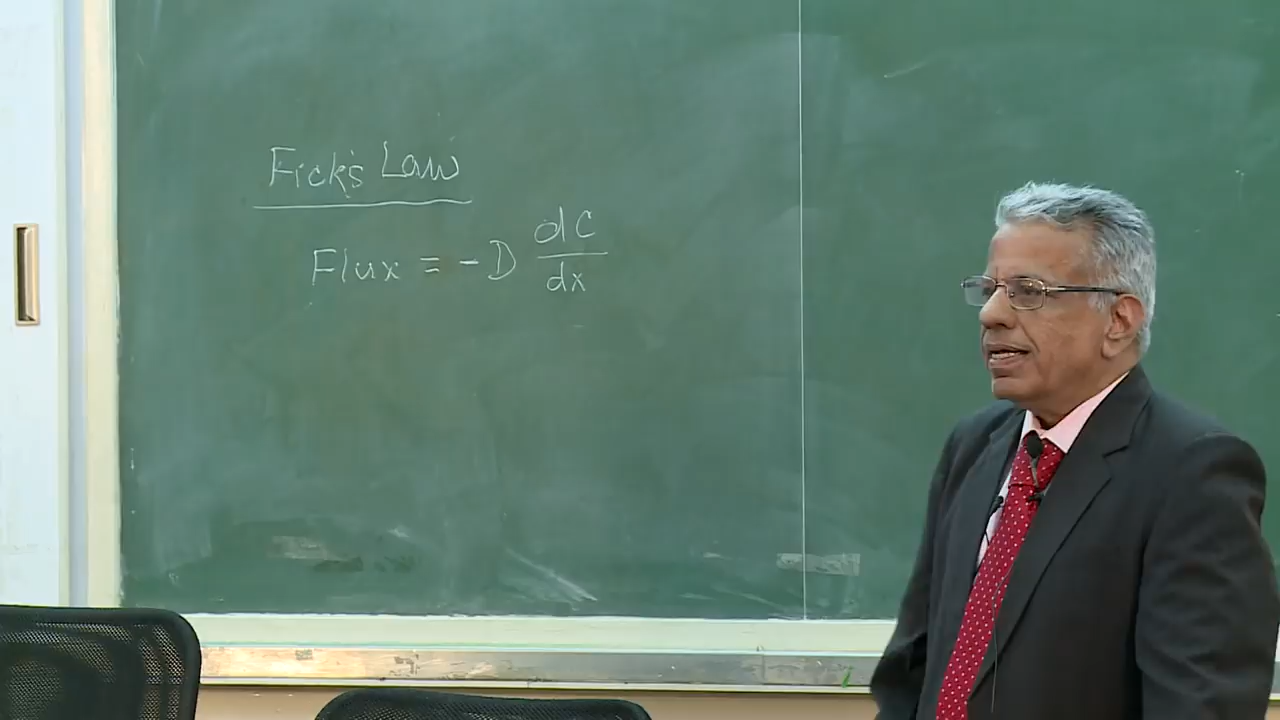 Fick's Law
Flux = -D dC/dx